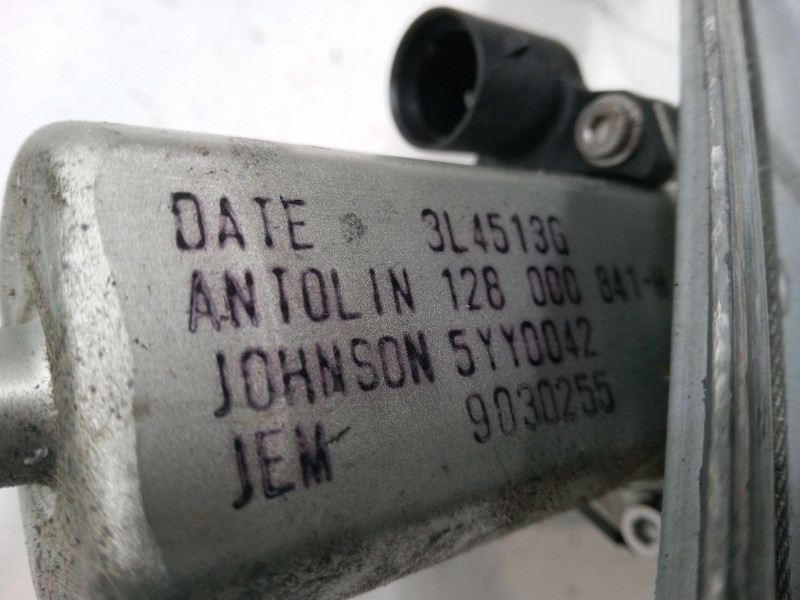 DATE 3L4513G
ANTOLIN 128 000 841-H
JOHNSON 5YY0042
JEM 9030255